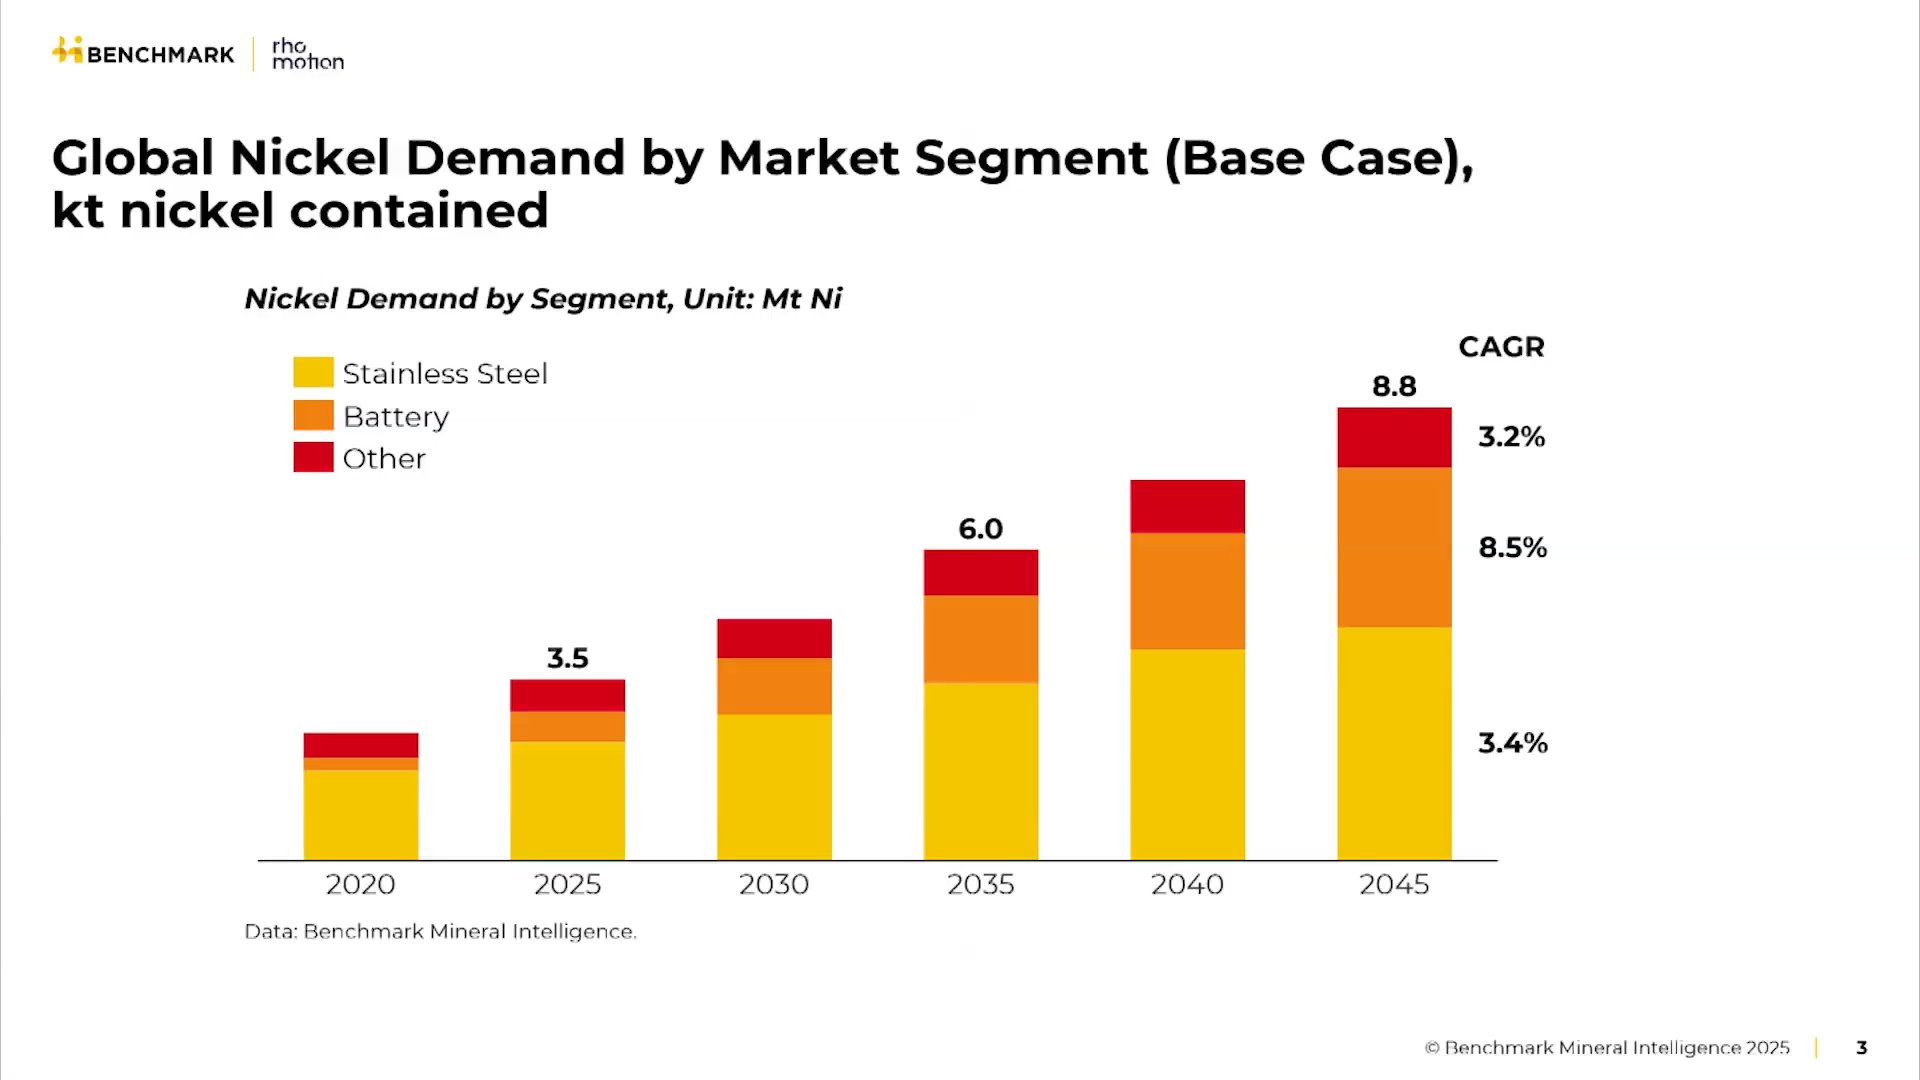 BENCHMARK
rho
motion
Global Nickel Demand by Market Segment (Base Case),
kt nickel contained
Nickel Demand by Segment, Unit: Mt Ni
Stainless Steel
Battery
Other
CAGR
8.8
3.2%
6.0
8.5%
3.5
3.4%
2020
2025
2030
2035
2040
2045
Data: Benchmark Mineral Intelligence.
© Benchmark Mineral Intelligence 2025
3